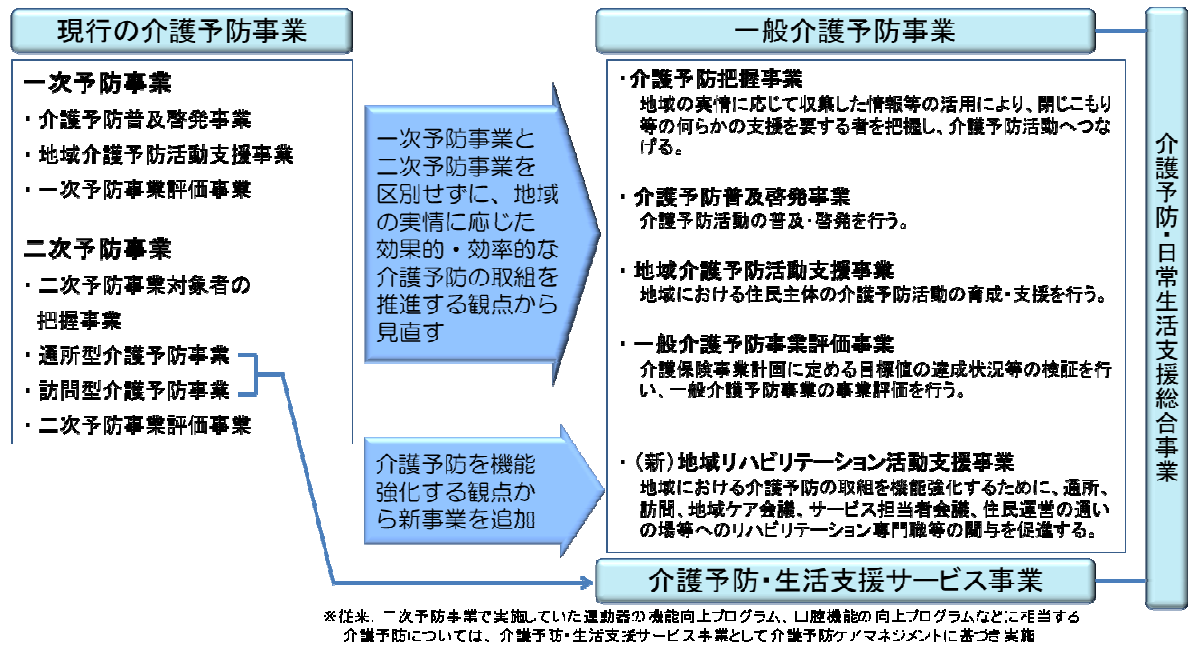 現行の介護予防事業
一次予防事業
・介護予防普及啓発事業
・地域介護予防活動支援事業
・一次予防事業評価事業
二次予防事業
・二次予防事業対象者の
把握事業
・通所型介護予防事業
・訪問型介護予防事業
・二次予防事業評価事業
一次予防事業と
二次予防事業を
区別せずに、地域
の実情に応じた
効果的・効率的な
介護予防の取組を
推進する観点から
見直す
介護予防を機能
強化する観点か
ら新事業を追加
一般介護予防事業
・介護予防把握事業
地域の実情に応じて収集した情報等の活用により、閉じこもり
等の何らかの支援を要する者を把握し、介護予防活動へつな
げる。
・介護予防普及啓発事業
介護予防活動の普及・啓発を行う。
・地域介護予防活動支援事業
地域における住民主体の介護予防活動の育成・支援を行う。
・一般介護予防事業評価事業
介護保険事業計画に定める目標値の達成状況等の検証を行
い、一般介護予防事業の事業評価を行う。
・(新)地域リハビリテーション活動支援事業
地域における介護予防の取組を機能強化するために、通所、
訪問、地域ケア会議、サービス担当者会議、住民運営の通い
の場等へのリハビリテーション専門職等の関与を促進する。
介護予防・生活支援サービス事業
介護予防・日常生活支援総合事業
※従来、二次予防事業で実施していた運動器の機能向上プログラム、口腔機能の向上プログラムなどに相当する
介護予防については、介護予防・生活支援サービス事業として介護予防ケアマネジメントに基づき実施